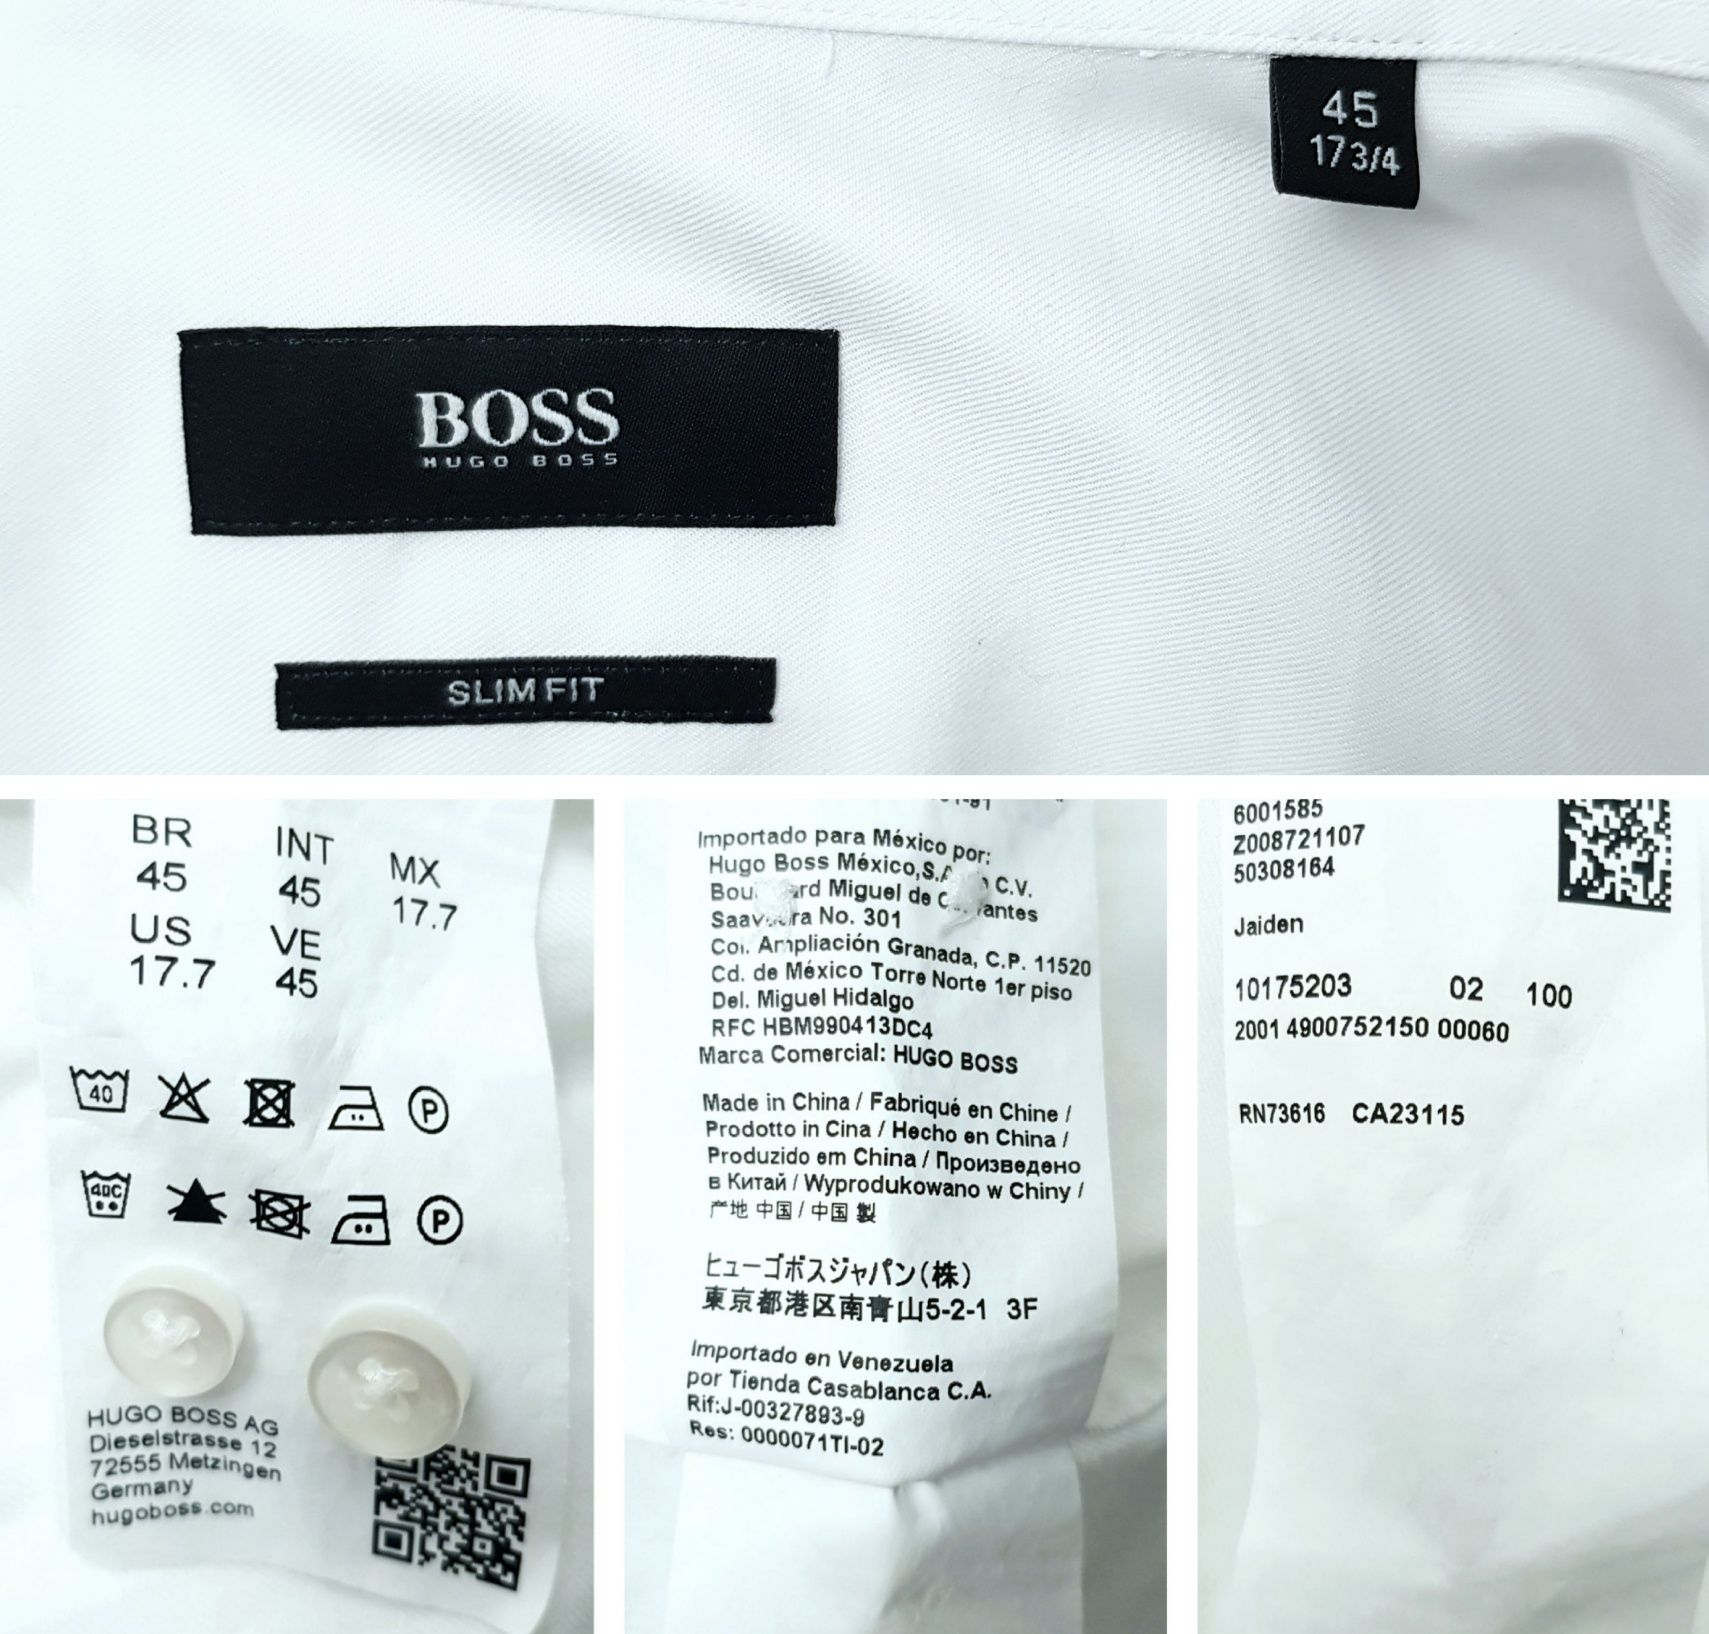 45
17 3/4
BOSS
HUGO BOSS
SLIM FIT
BR INT MX
45 45 17.7
US VE
17.7 45
40 P
40C P
HUGO BOSS AG
Dieselstrasse 12
72555 Metzingen
Germany
hugoboss.com
Importado para México por:
Hugo Boss México,S.A. C.V.
Miguel de
No. 301
Col. Ampliación Granada, C.P. 11520
Cd. de México Torre Norte 1er piso
Del. Miguel Hidalgo
RFC HBM990413DC4
Marca Comercial: HUGO BOSS
Made in China / Fabriqué en Chine /
Prodotto in Cina / Hecho en China /
Produzido em China / Произведено
в Китай / Wyprodukowano w Chiny /
产地 中国 / 中国 製
ヒューゴボスジャパン(株)
東京都港区南青山5-2-1 3F
Importado en Venezuela
por Tienda Casablanca C.A.
Rif:J-00327893-9
Res: 0000071TI-02
6001585
Z008721107
50308164
Jaiden
10175203 02 100
2001 4900752150 00060
RN73616 CA23115